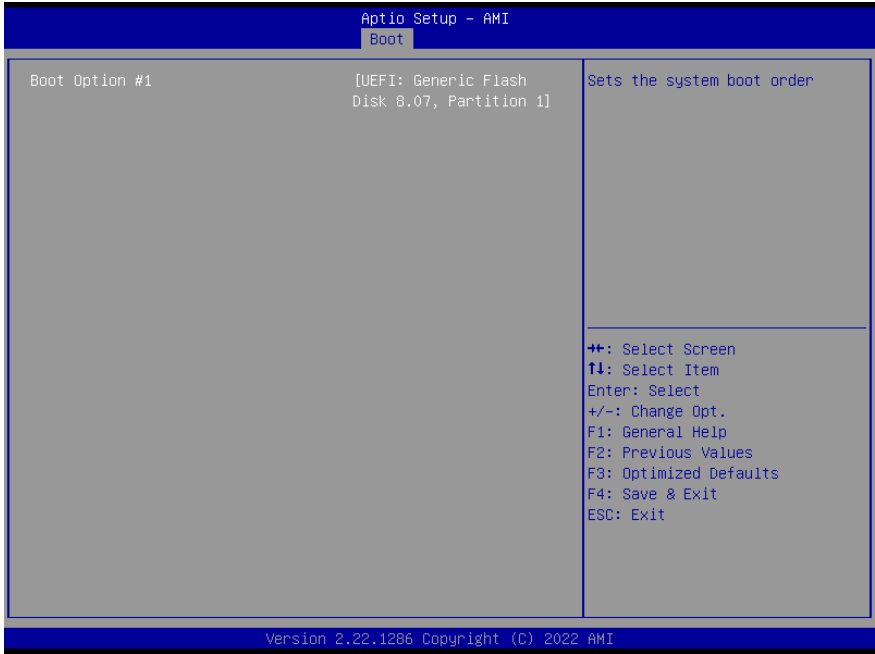 Aptio Setup – AMI
Boot
Boot Option #1 [UEFI: Generic Flash
Disk 8.07, Partition 1]
Sets the system boot order
→←: Select Screen
↑↓: Select Item
Enter: Select
+/-: Change Opt.
F1: General Help
F2: Previous Values
F3: Optimized Defaults
F4: Save & Exit
ESC: Exit
Version 2.22.1286 Copyright (C) 2022 AMI